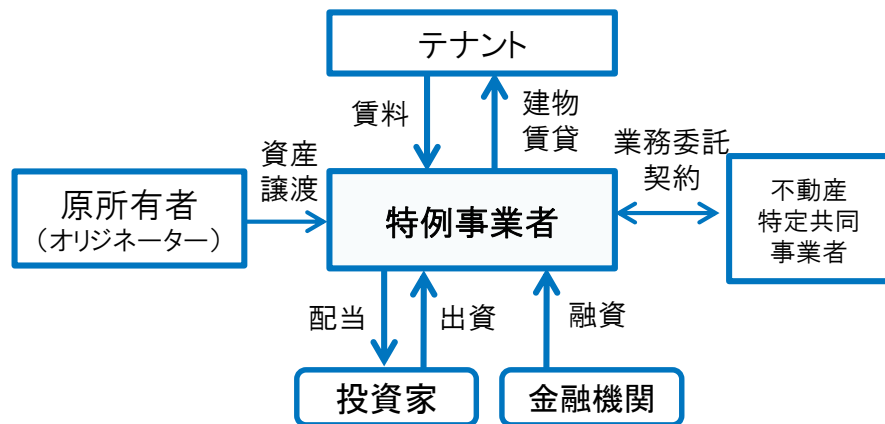 テナント
賃料
建物
賃貸
業務委託
契約
資産
譲渡
原所有者
（オリジネーター）
特例事業者
不動産
特定共同
事業者
配当
出資
融資
投資家
金融機関